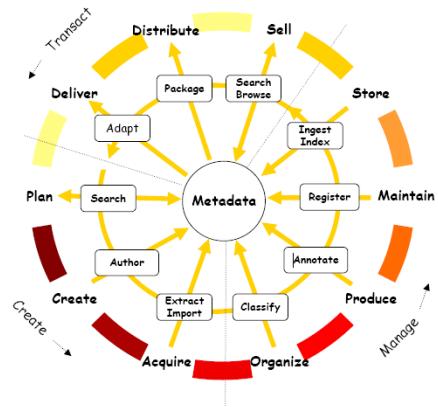 Transact
Distribute
Sell
Deliver
Package
Search
Browse
Store
Adapt
Ingest
Index
Plan
Search
Metadata
Register
Maintain
Author
Annotate
Create
Extract
Import
Classify
Produce
Create
Manage
Acquire
Organize